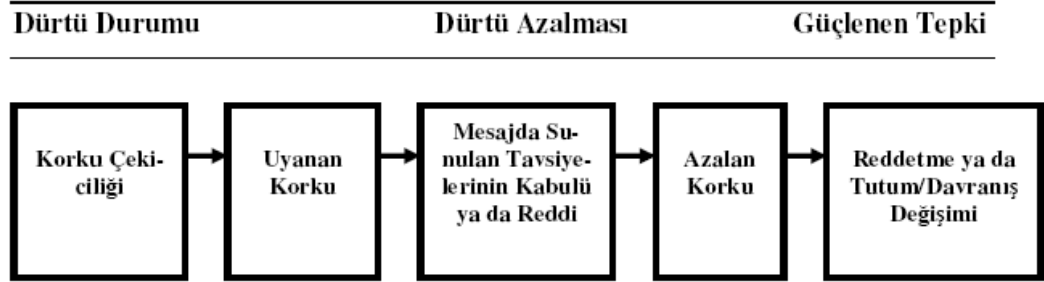 Dürtü Durumu Dürtü Azalması Güçlenen Tepki
Korku Çeki-
ciliği
Uyanan
Korku
Mesajda Su-
nulan Tavsiye-
lerinin Kabulü
ya da Reddi
Azalan
Korku
Reddetme ya da
Tutum/Davranış
Değişimi